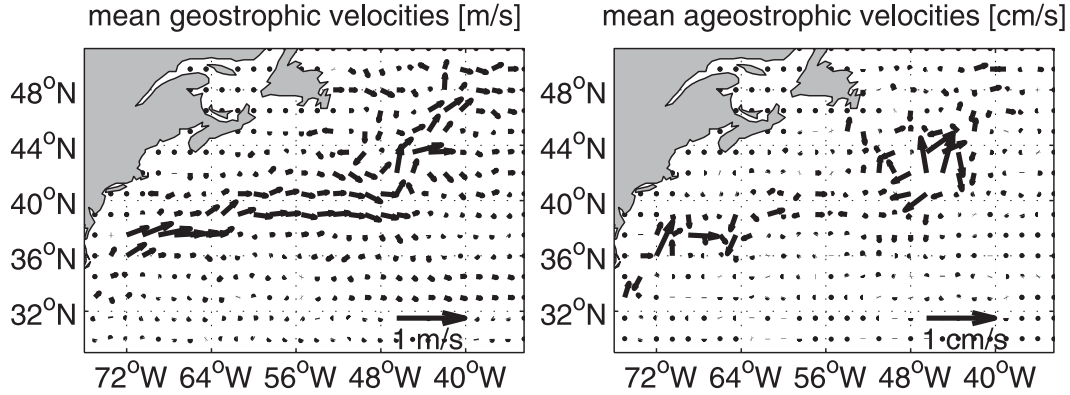 mean geostrophic velocities [m/s]
48°N
44°N
40°N
36°N
32°N
1 m/s
72°W 64°W 56°W 48°W 40°W
mean ageostrophic velocities [cm/s]
48°N
44°N
40°N
36°N
32°N
1 cm/s
72°W 64°W 56°W 48°W 40°W